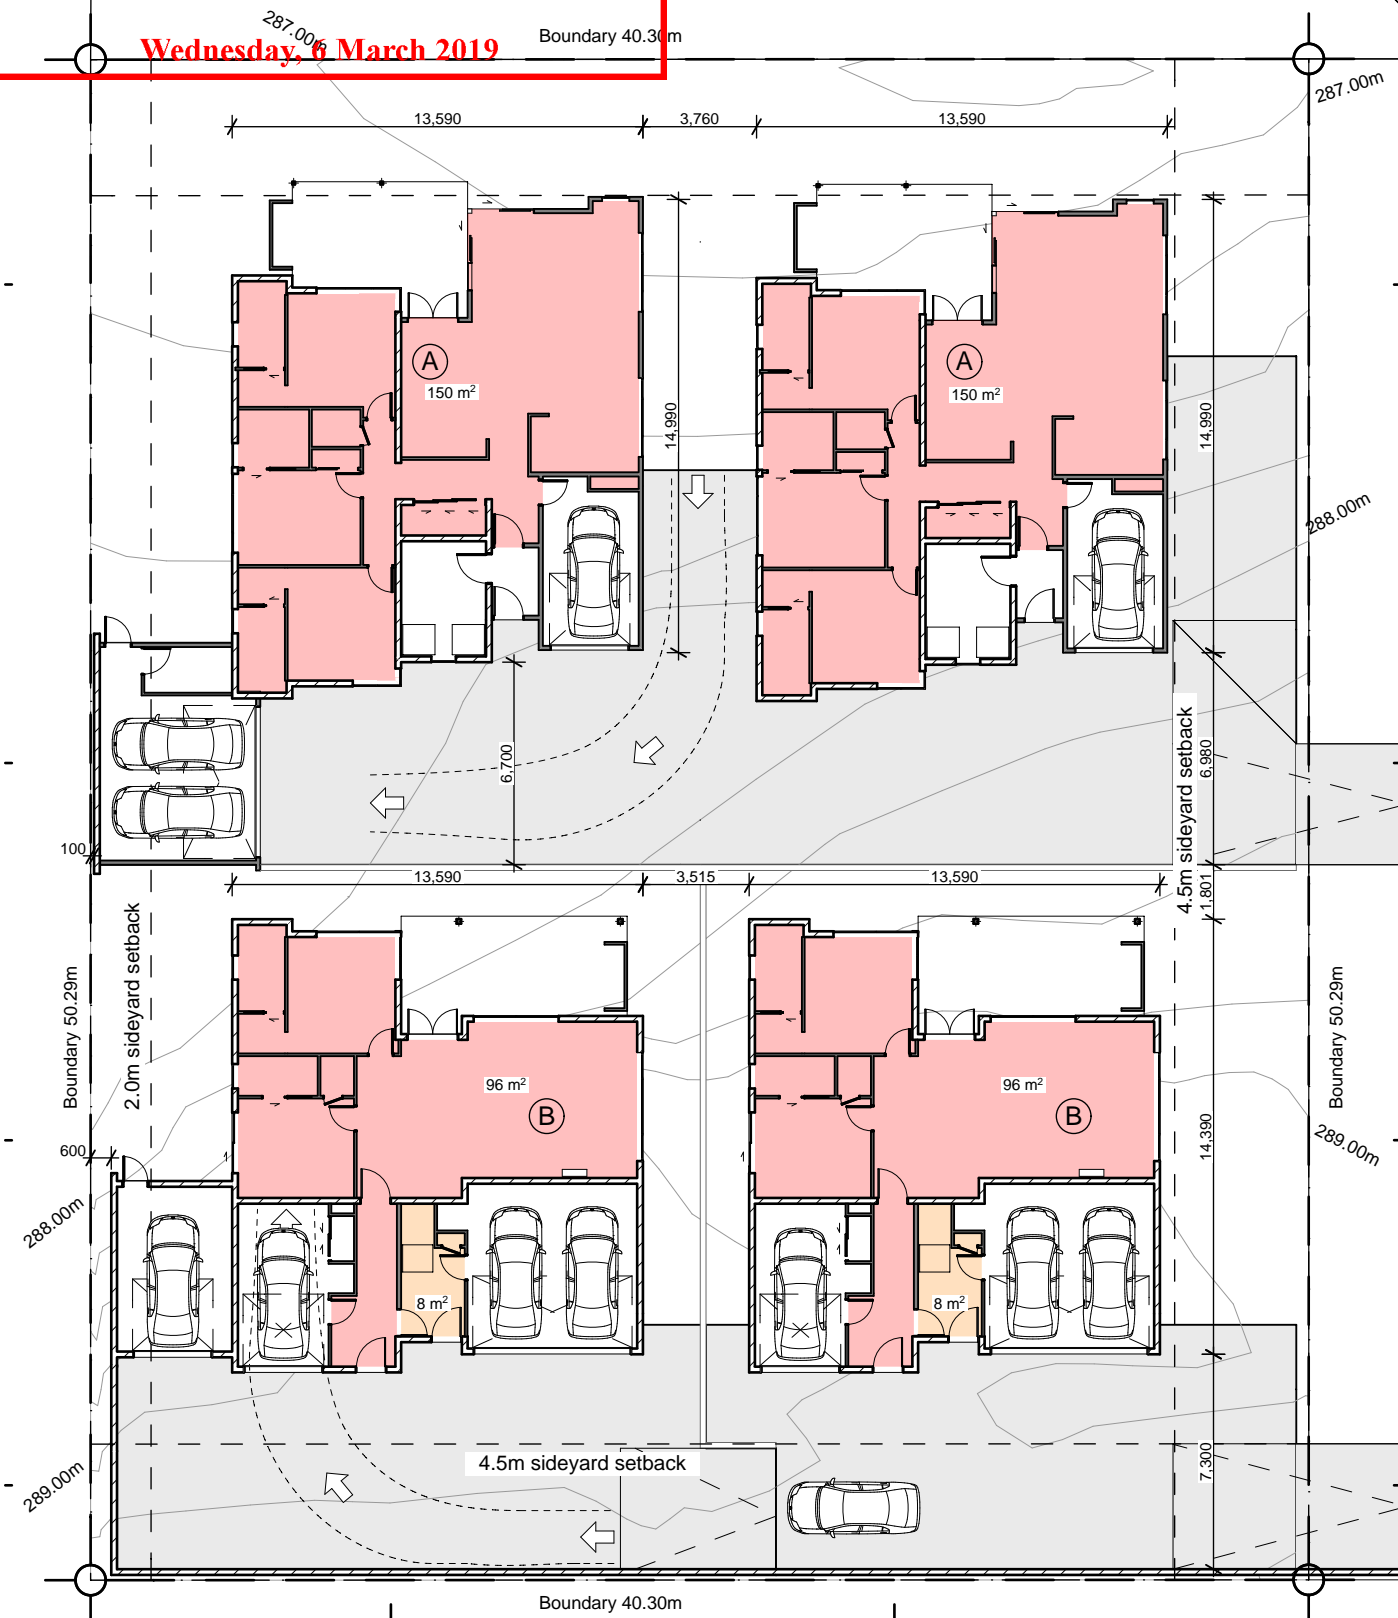 287.00m
Boundary 40.30m
Wednesday, 6 March 2019
287.00m
13,590
3,760
13,590
A
150 m²
A
150 m²
14,990
14,990
288.00m
6,700
4.5m sideyard setback
6,980
100
13,590
3,515
13,590
1,801
2.0m sideyard setback
Boundary 50.29m
Boundary 50.29m
96 m²
B
96 m²
B
14,390
289.00m
600
288.00m
8 m²
8 m²
289.00m
4.5m sideyard setback
7,300
Boundary 40.30m